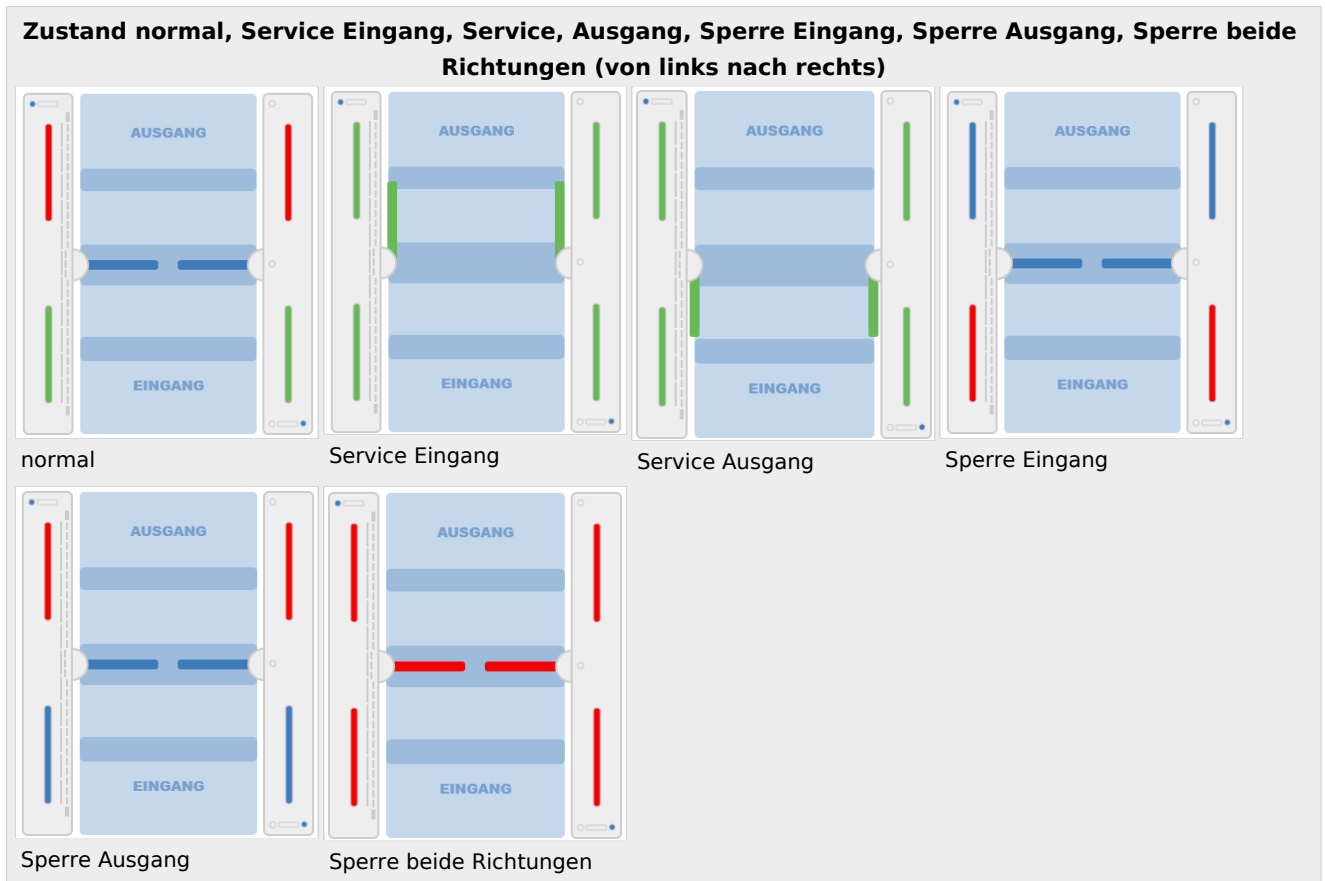 Zustand normal, Service Eingang, Service, Ausgang, Sperre Eingang, Sperre Ausgang, Sperre beide
Richtungen (von links nach rechts)
AUSGANG
EINGANG
normal
AUSGANG
EINGANG
Service Eingang
AUSGANG
EINGANG
Service Ausgang
AUSGANG
EINGANG
Sperre Eingang
AUSGANG
EINGANG
Sperre Ausgang
AUSGANG
EINGANG
Sperre beide Richtungen